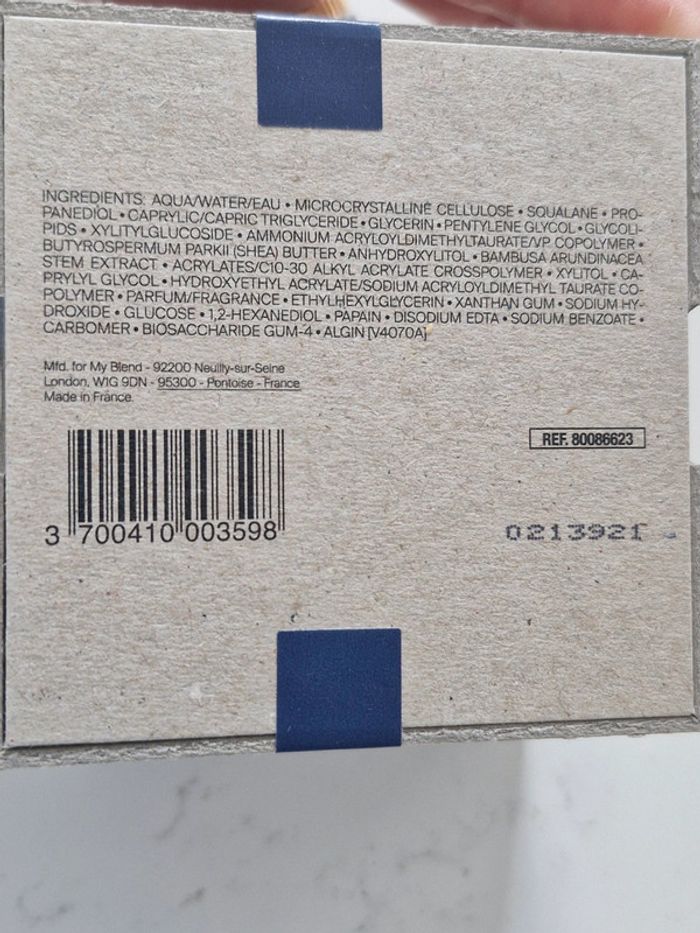 INGREDIENTS: AQUA/WATER/EAU • MICROCRYSTALLINE CELLULOSE • SQUALANE • PRO-
PANEDIOL • CAPRYLIC/CAPRIC TRIGLYCERIDE • GLYCERIN • PENTYLENE GLYCOL • GLYCOLI-
PIDS • XYLITYLGLUCOSIDE • AMMONIUM ACRYLOYLDIMETHYLTAURATE/VP COPOLYMER •
BUTYROSPERMUM PARKII (SHEA) BUTTER • ANHYDROXYLITOL • BAMBUSA ARUNDINACEA
STEM EXTRACT • ACRYLATES/C10-30 ALKYL ACRYLATE CROSSPOLYMER • XYLITOL • CA-
PRYLYL GLYCOL • HYDROXYETHYL ACRYLATE/SODIUM ACRYLOYLDIMETHYL TAURATE CO-
POLYMER • PARFUM/FRAGRANCE • ETHYLHEXYLGLYCERIN • XANTHAN GUM • SODIUM HY-
DROXIDE • GLUCOSE • 1,2-HEXANEDIOL • PAPAIN • DISODIUM EDTA • SODIUM BENZOATE •
CARBOMER • BIOSACCHARIDE GUM-4 • ALGIN [V4070A]
Mfd. for My Blend - 92200 Neuilly-sur-Seine
London, W1G 9DN - 95300 - Pontoise - France
Made in France.
REF. 80086623
3 700410 003598
0213921